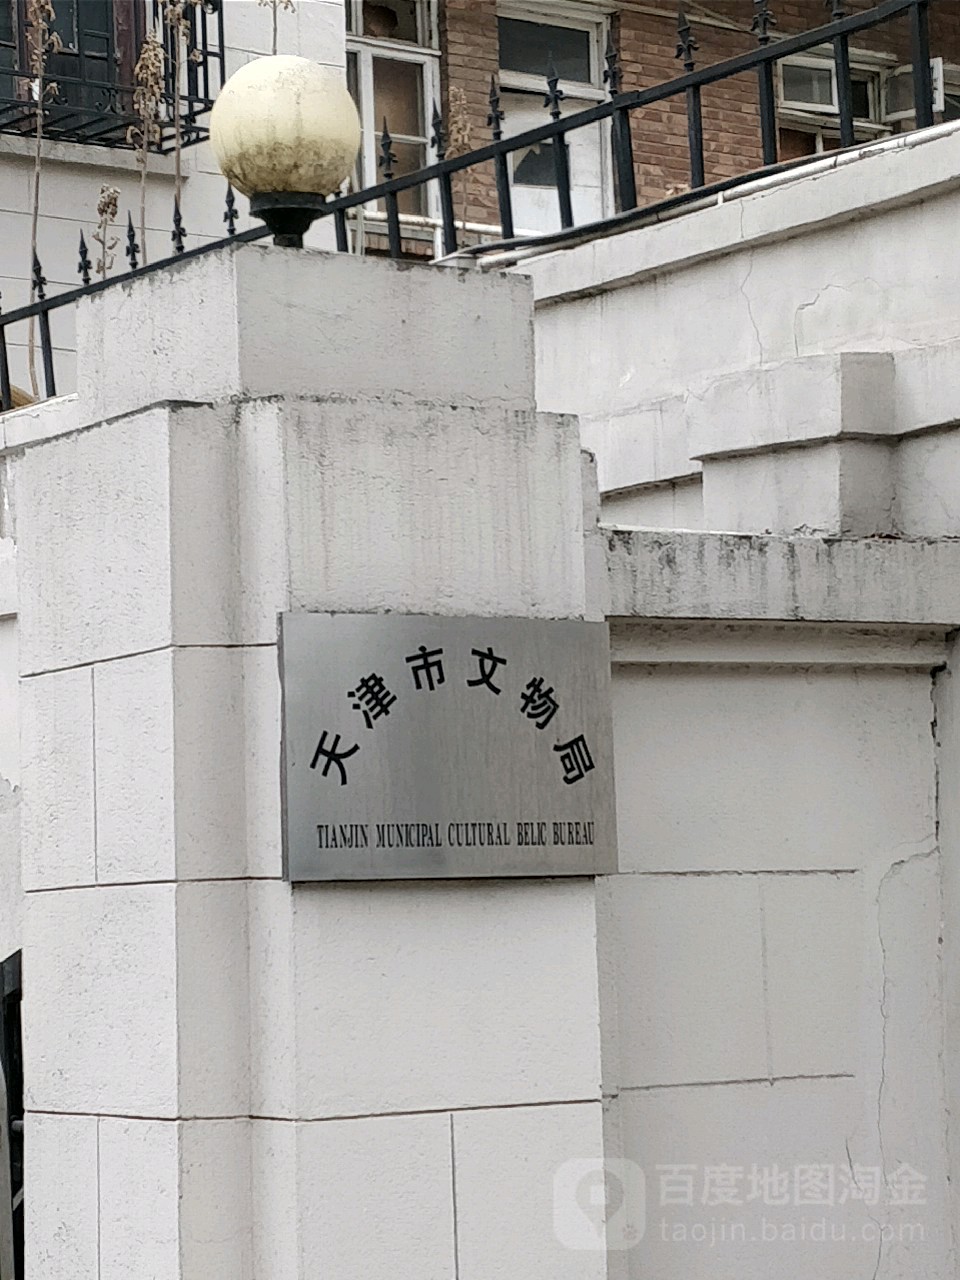 天津市文物局
TIANJIN MUNICIPAL CULTURAL BELIC BUREAU
百度地图淘金
taojin.baidu.com